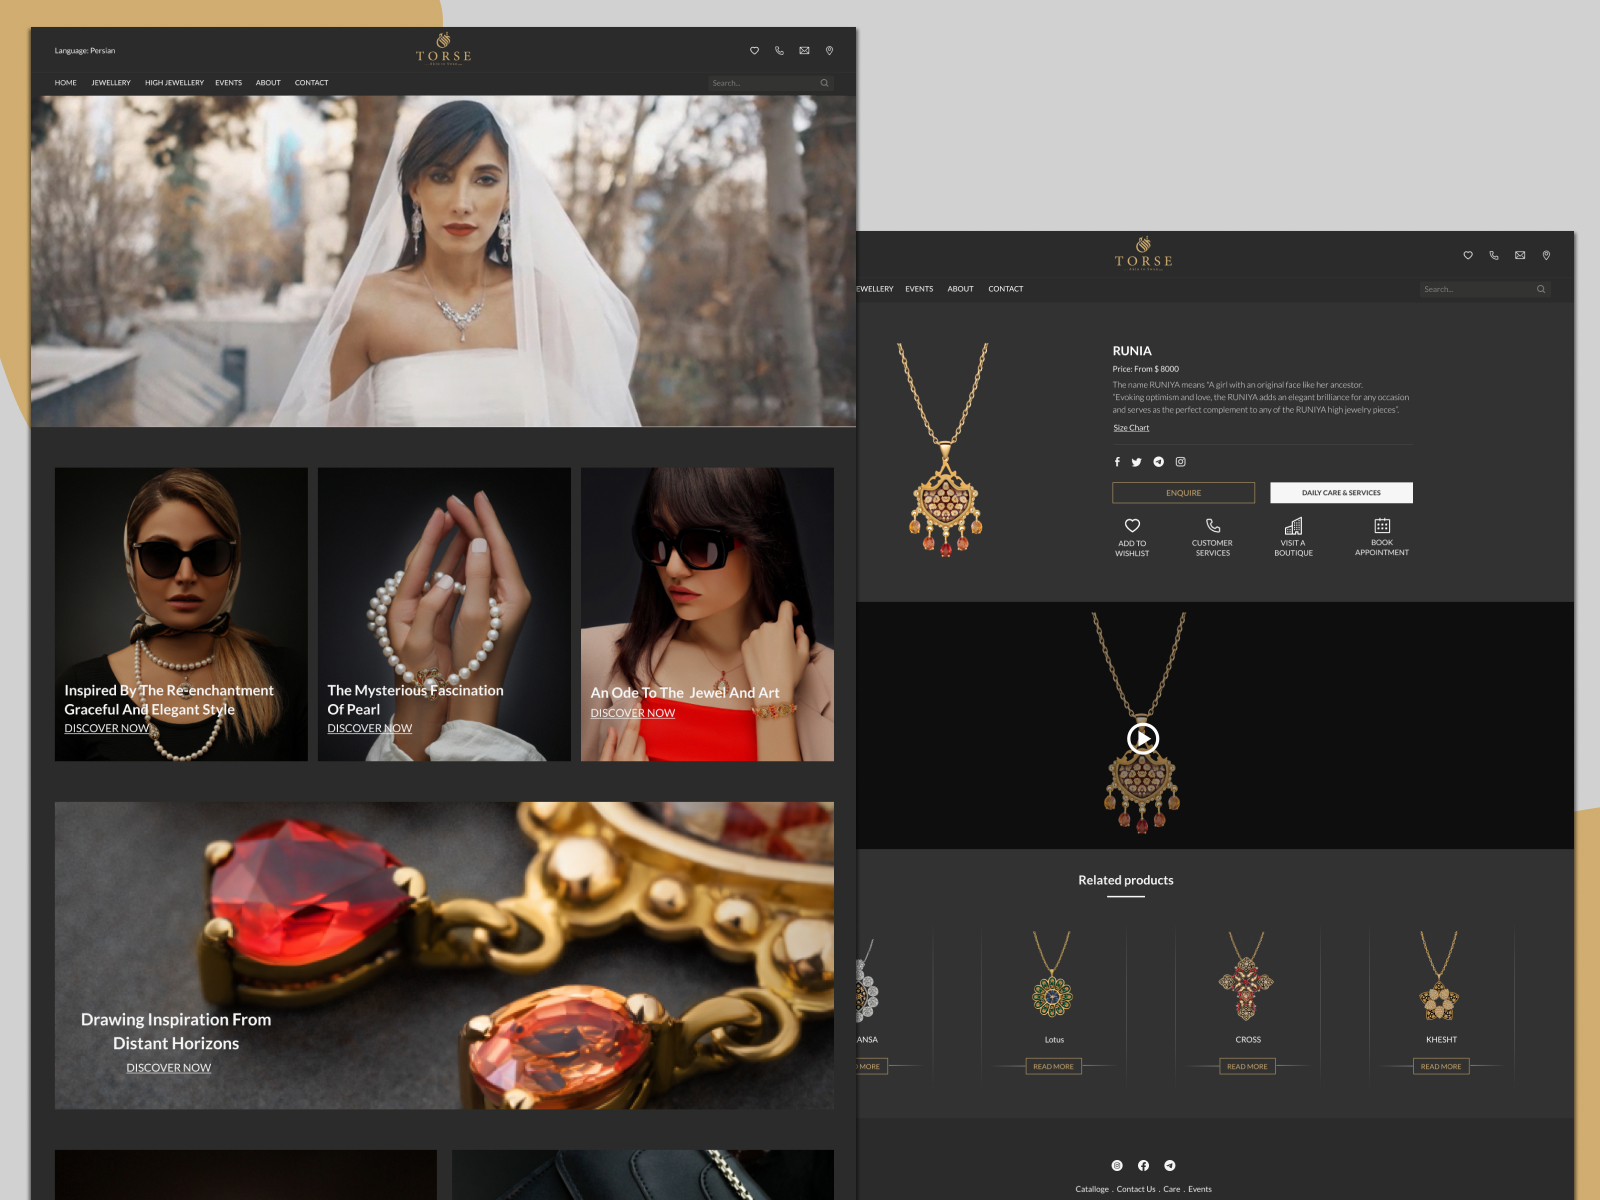 Language: Persian
TORSE
HOME JEWELLERY HIGH JEWELLERY EVENTS ABOUT CONTACT
Search...
Inspired By The Re-enchantment
Graceful And Elegant Style
DISCOVER NOW
The Mysterious Fascination
Of Pearl
DISCOVER NOW
An Ode To The Jewel And Art
DISCOVER NOW
Drawing Inspiration From
Distant Horizons
DISCOVER NOW
TORSE
EWELLERY EVENTS ABOUT CONTACT
Search...
RUNIA
Price: From $ 8000
The name RUNIYA means "A girl with an original face like her ancestor.
"Evoking optimism and love, the RUNIYA adds an elegant brilliance for any occasion
and serves as the perfect complement to any of the RUNIYA high jewelry pieces".
Size Chart
ENQUIRE
DAILY CARE & SERVICES
ADD TO
WISHLIST
CUSTOMER
SERVICES
VISIT A
BOUTIQUE
BOOK
APPOINTMENT
Related products
ANSA
D MORE
Lotus
READ MORE
CROSS
READ MORE
KHESHT
READ MORE
Catalloge . Contact Us . Care . Events